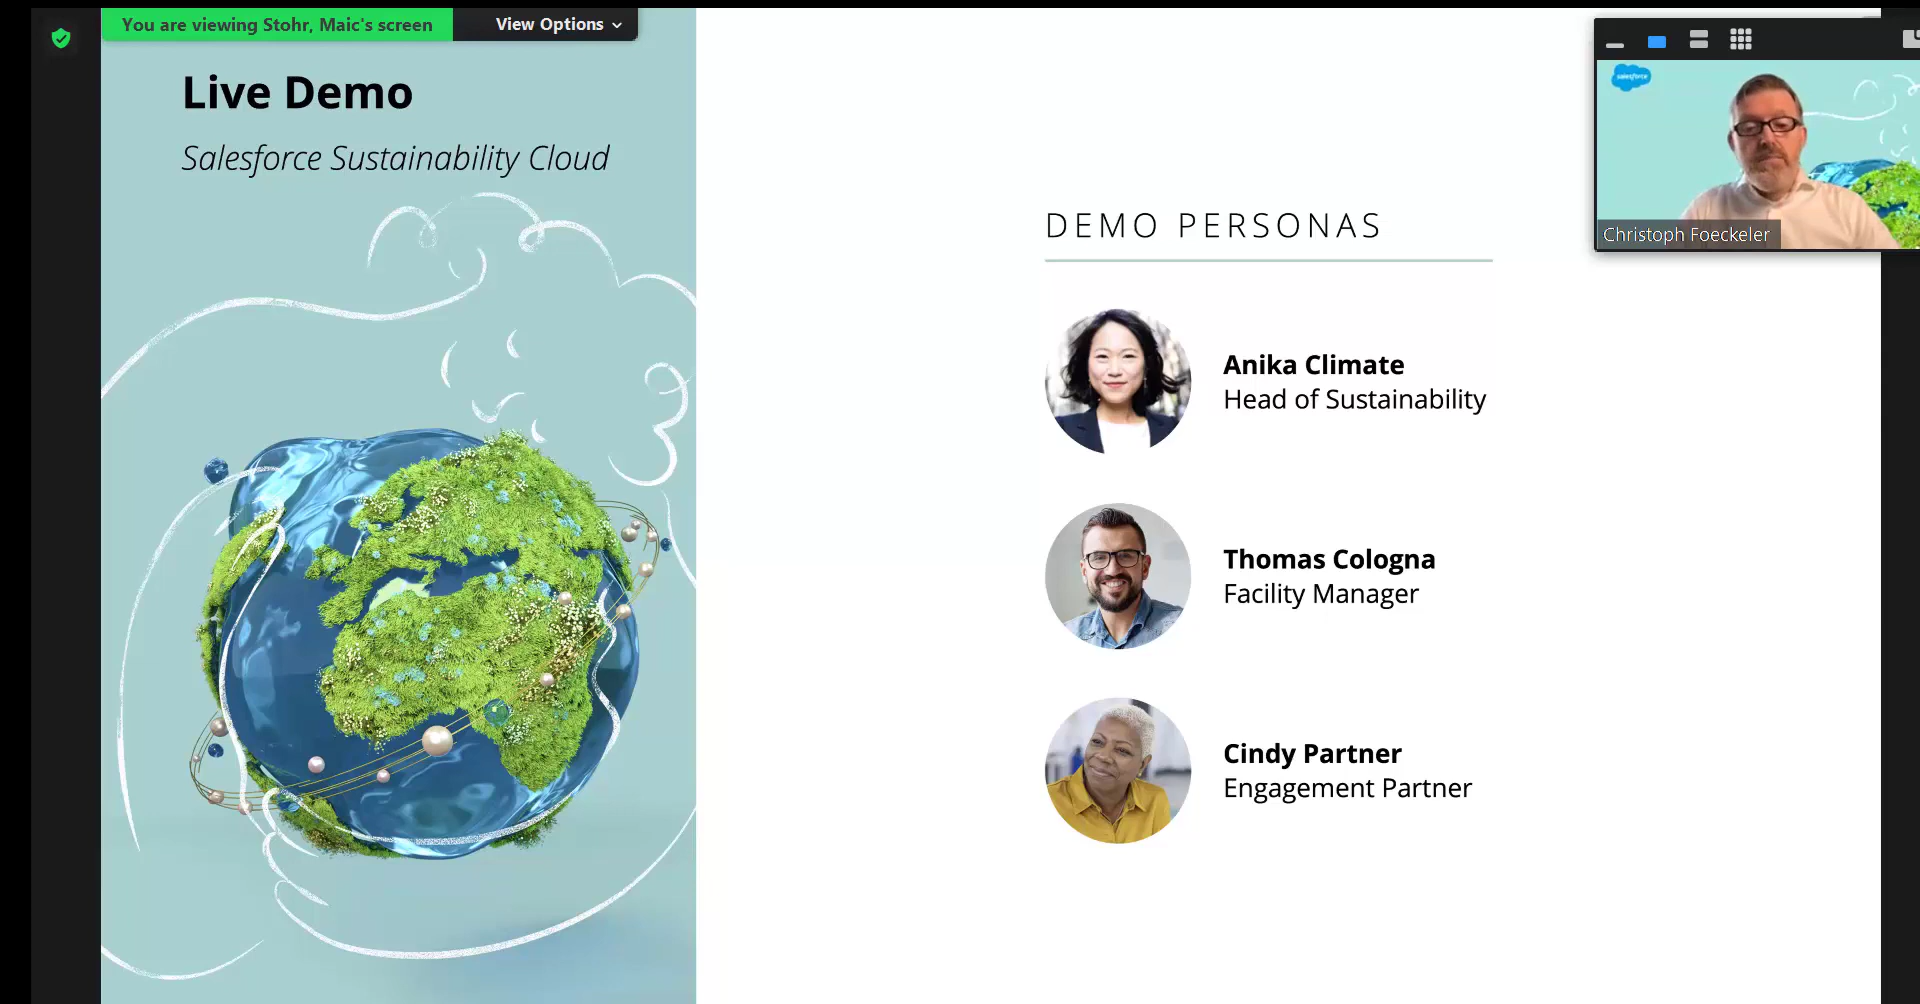 You are viewing Stohr, Maic's screen
View Options
Live Demo
Salesforce Sustainability Cloud
DEMO PERSONAS
Anika Climate
Head of Sustainability
Thomas Cologna
Facility Manager
Cindy Partner
Engagement Partner
salesforce
Christoph Foeckeler